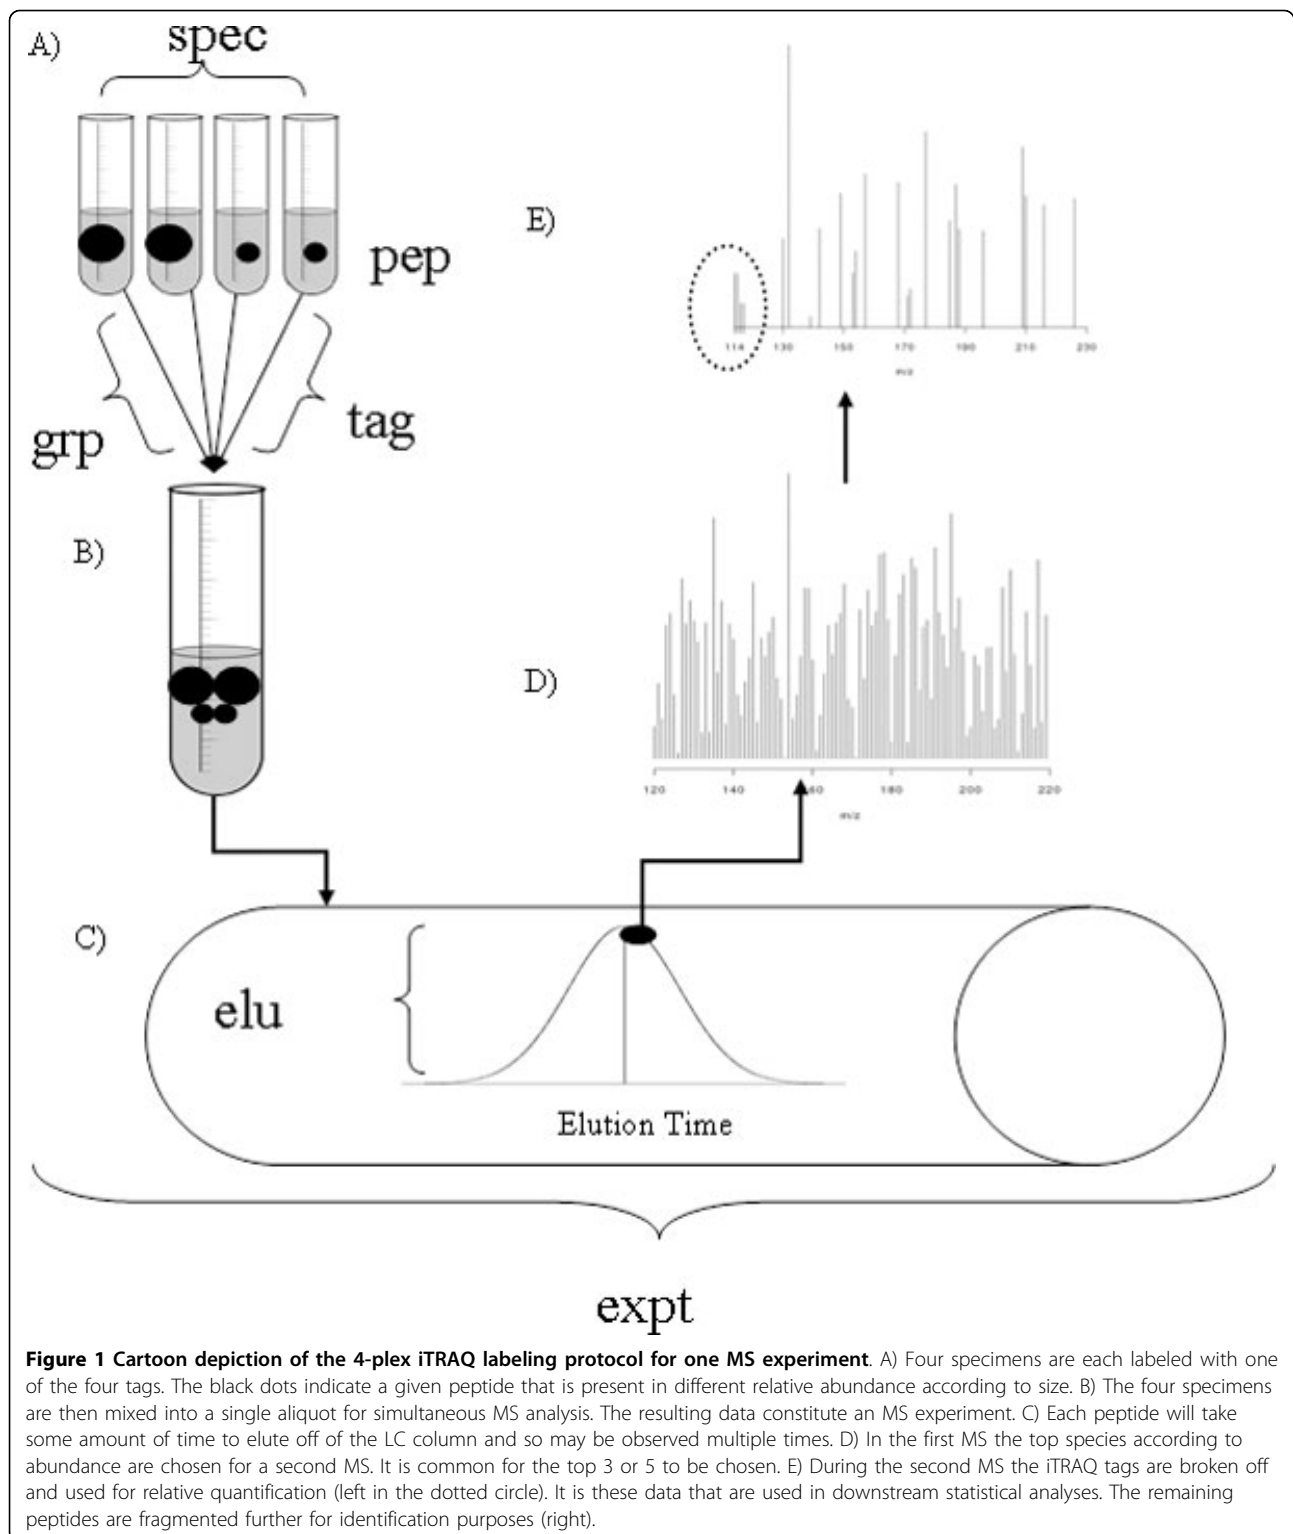 A)
spec
pep
grp
tag
B)
C)
elu
Elution Time
expt
D)
120 140 160 180 200 220
m/z
E)
114 130 150 170 190 210 230
m/z
Figure 1 Cartoon depiction of the 4-plex iTRAQ labeling protocol for one MS experiment. A) Four specimens are each labeled with one
of the four tags. The black dots indicate a given peptide that is present in different relative abundance according to size. B) The four specimens
are then mixed into a single aliquot for simultaneous MS analysis. The resulting data constitute an MS experiment. C) Each peptide will take
some amount of time to elute off of the LC column and so may be observed multiple times. D) In the first MS the top species according to
abundance are chosen for a second MS. It is common for the top 3 or 5 to be chosen. E) During the second MS the iTRAQ tags are broken off
and used for relative quantification (left in the dotted circle). It is these data that are used in downstream statistical analyses. The remaining
peptides are fragmented further for identification purposes (right).